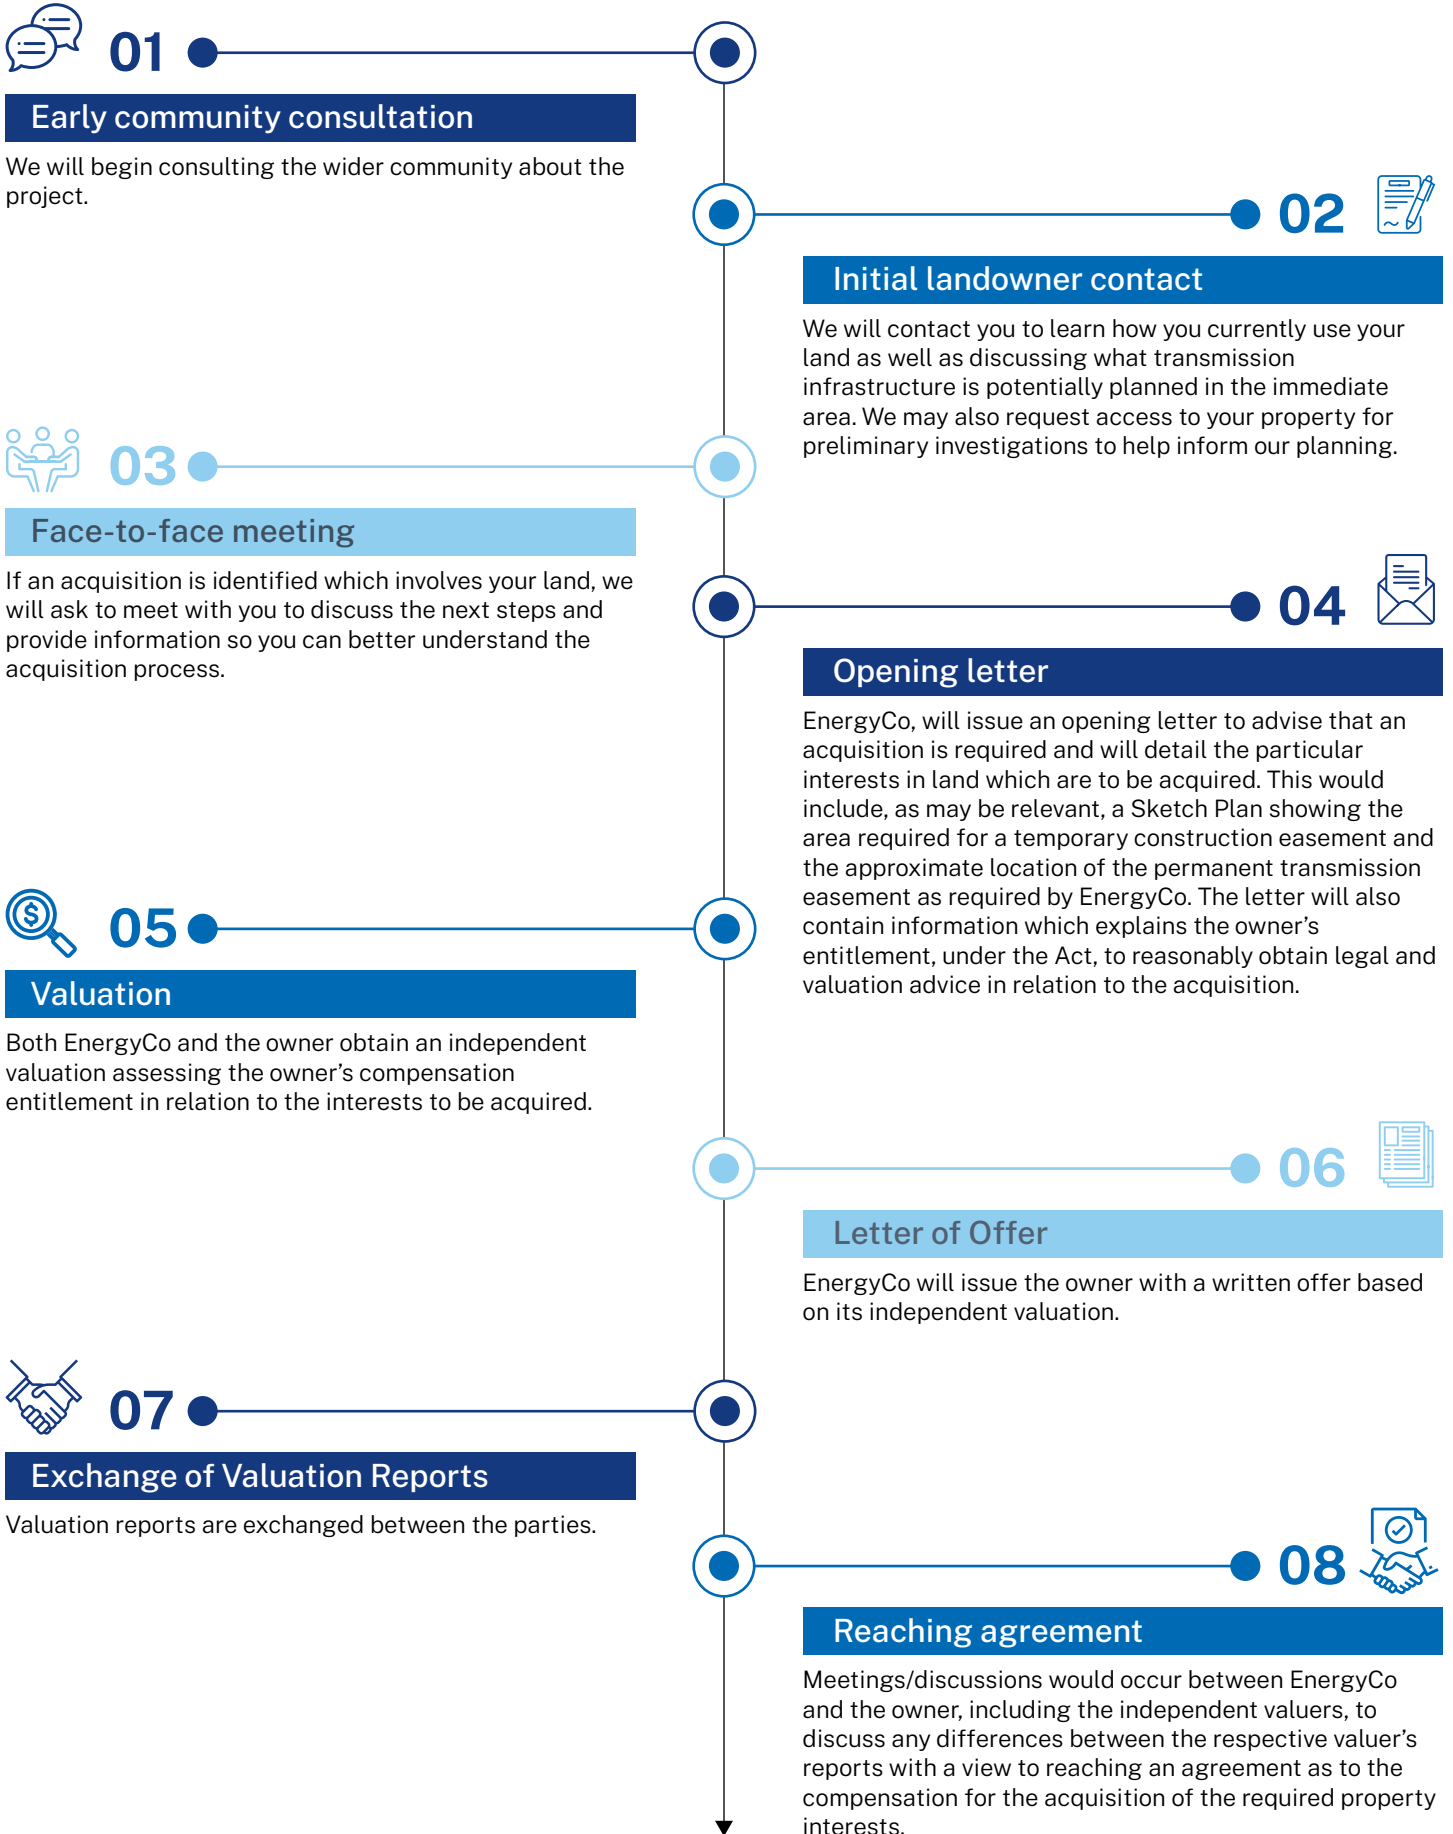 01
Early community consultation
We will begin consulting the wider community about the
project.
02
Initial landowner contact
We will contact you to learn how you currently use your
land as well as discussing what transmission
infrastructure is potentially planned in the immediate
area. We may also request access to your property for
preliminary investigations to help inform our planning.
03
Face-to-face meeting
If an acquisition is identified which involves your land, we
will ask to meet with you to discuss the next steps and
provide information so you can better understand the
acquisition process.
04
Opening letter
EnergyCo, will issue an opening letter to advise that an
acquisition is required and will detail the particular
interests in land which are to be acquired. This would
include, as may be relevant, a Sketch Plan showing the
area required for a temporary construction easement and
the approximate location of the permanent transmission
easement as required by EnergyCo. The letter will also
contain information which explains the owner’s
entitlement, under the Act, to reasonably obtain legal and
valuation advice in relation to the acquisition.
$
05
Valuation
Both EnergyCo and the owner obtain an independent
valuation assessing the owner’s compensation
entitlement in relation to the interests to be acquired.
06
Letter of Offer
EnergyCo will issue the owner with a written offer based
on its independent valuation.
07
Exchange of Valuation Reports
Valuation reports are exchanged between the parties.
08
Reaching agreement
Meetings/discussions would occur between EnergyCo
and the owner, including the independent valuers, to
discuss any differences between the respective valuer’s
reports with a view to reaching an agreement as to the
compensation for the acquisition of the required property
interests.